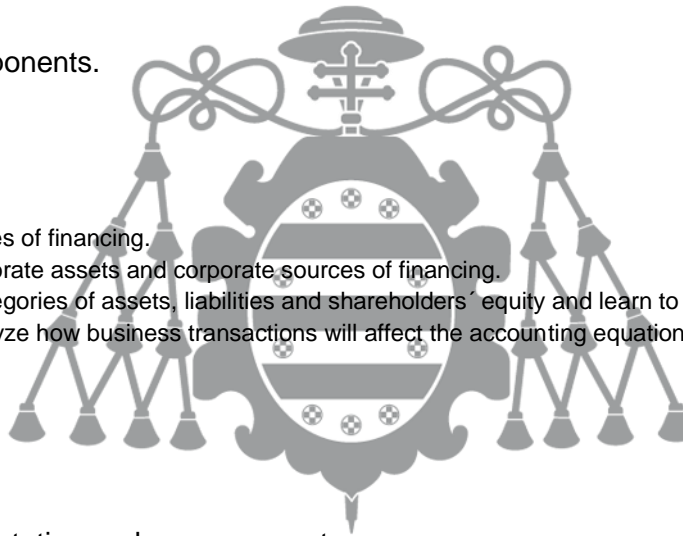 onents.
es of financing.
orate assets and corporate sources of financing.
egories of assets, liabilities and shareholders´ equity and learn to
yze how business transactions will affect the accounting equation